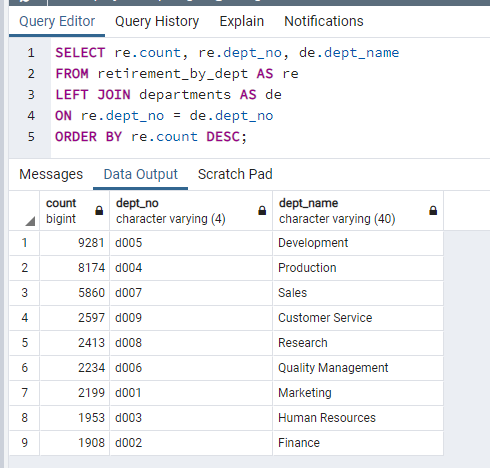 Query Editor Query History Explain Notifications
1 SELECT re.count, re.dept_no, de.dept_name
2 FROM retirement_by_dept AS re
3 LEFT JOIN departments AS de
4 ON re.dept_no = de.dept_no
5 ORDER BY re.count DESC;
Messages Data Output Scratch Pad
count dept_no dept_name
bigint character varying (4) character varying (40)
1 9281 d005 Development
2 8174 d004 Production
3 5860 d007 Sales
4 2597 d009 Customer Service
5 2413 d008 Research
6 2234 d006 Quality Management
7 2199 d001 Marketing
8 1953 d003 Human Resources
9 1908 d002 Finance